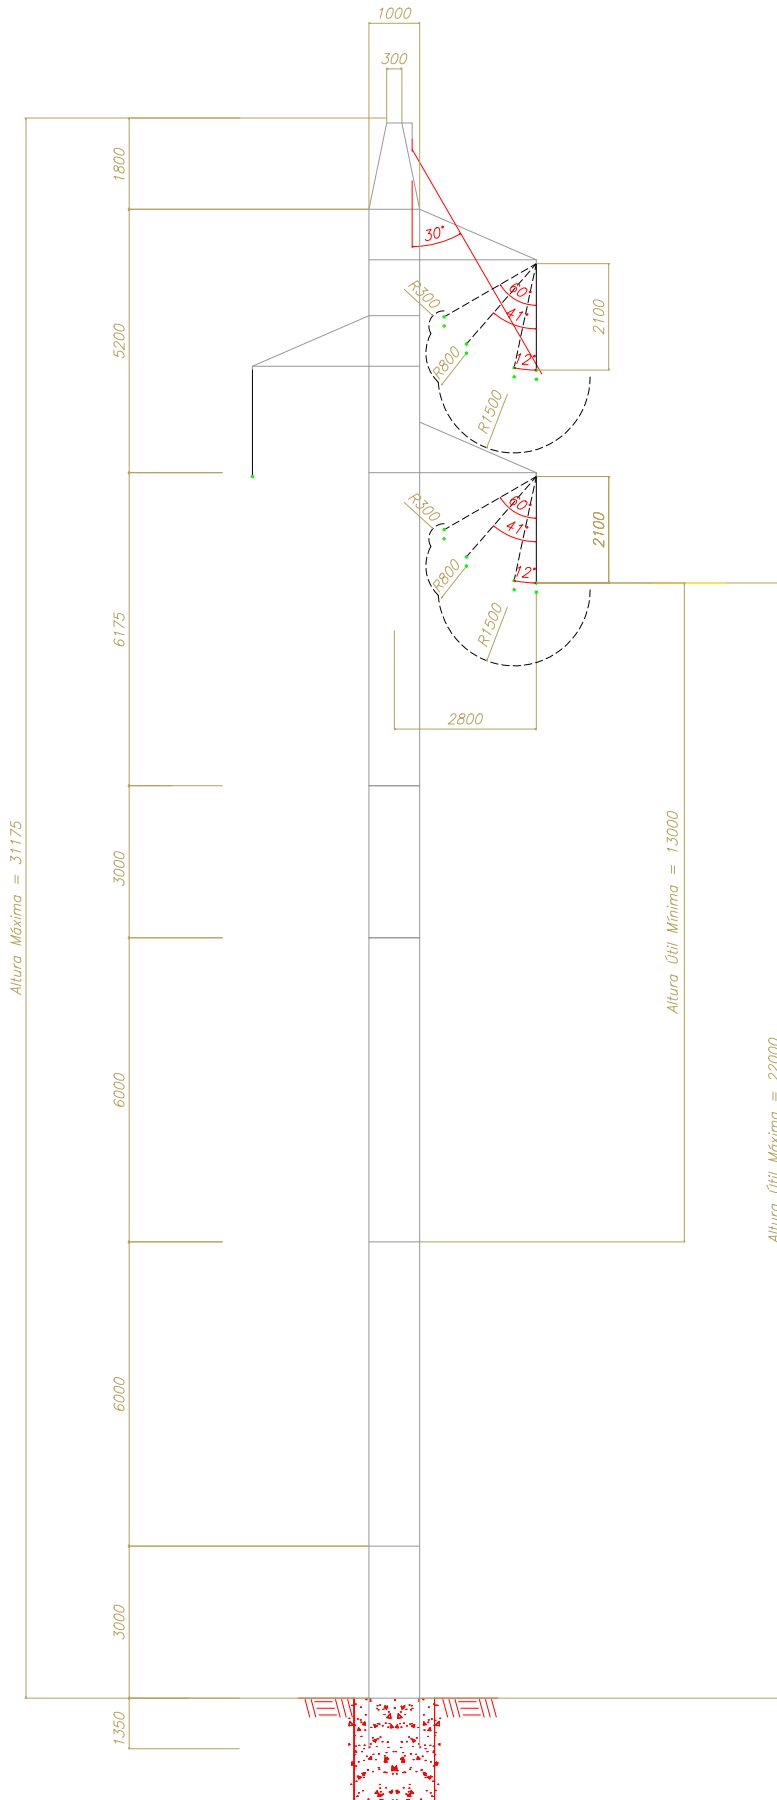 1000
300
1800
30°
R300
60°
41°
2100
5200
R800
12°
R1500
R300
60°
41°
2100
R800
12°
R1500
6175
2800
Altura Máxima = 31175
3000
Altura Útil Mínima = 13000
6000
Altura Útil Máxima = 22000
6000
3000
1350